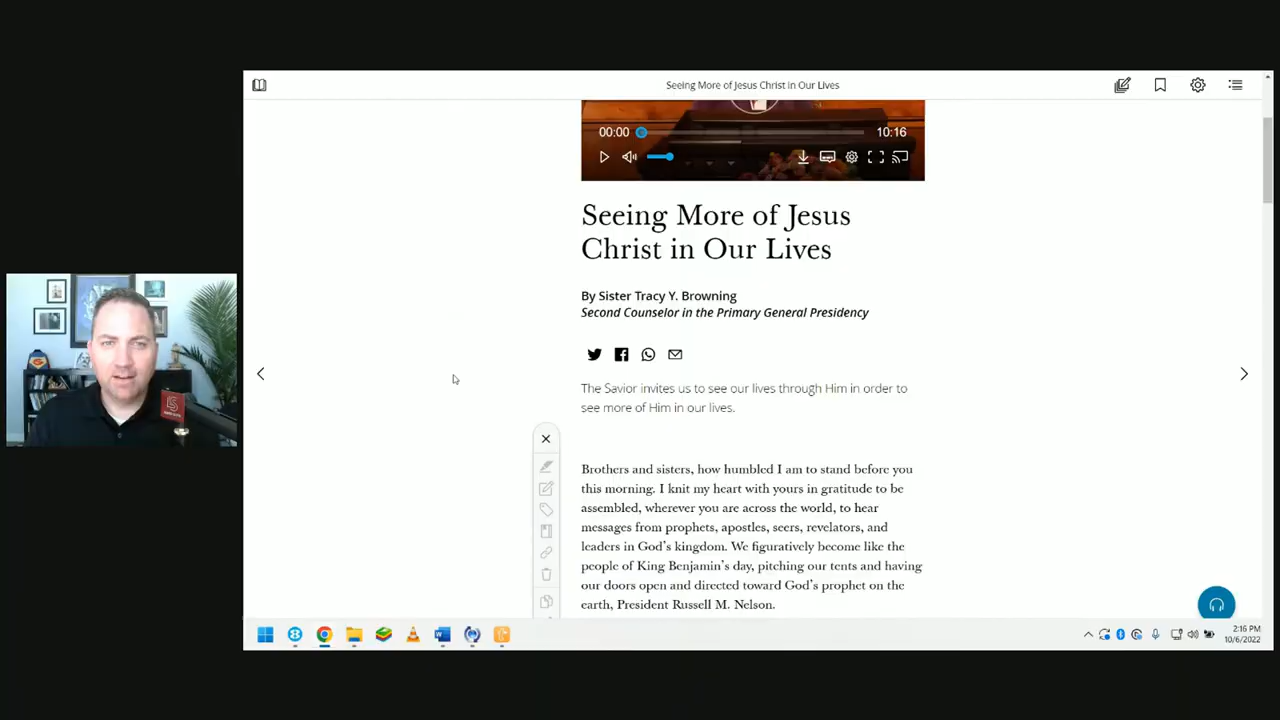 Seeing More of Jesus Christ in Our Lives
00:00
10:16
Seeing More of Jesus
Christ in Our Lives
By Sister Tracy Y. Browning
Second Counselor in the Primary General Presidency
The Savior invites us to see our lives through Him in order to
see more of Him in our lives.
Brothers and sisters, how humbled I am to stand before you
this morning. I knit my heart with yours in gratitude to be
assembled, wherever you are across the world, to hear
messages from prophets, apostles, seers, revelators, and
leaders in God's kingdom. We figuratively become like the
people of King Benjamin's day, pitching our tents and having
our doors open and directed toward God's prophet on the
earth, President Russell M. Nelson.
2:16 PM
10/6/2022